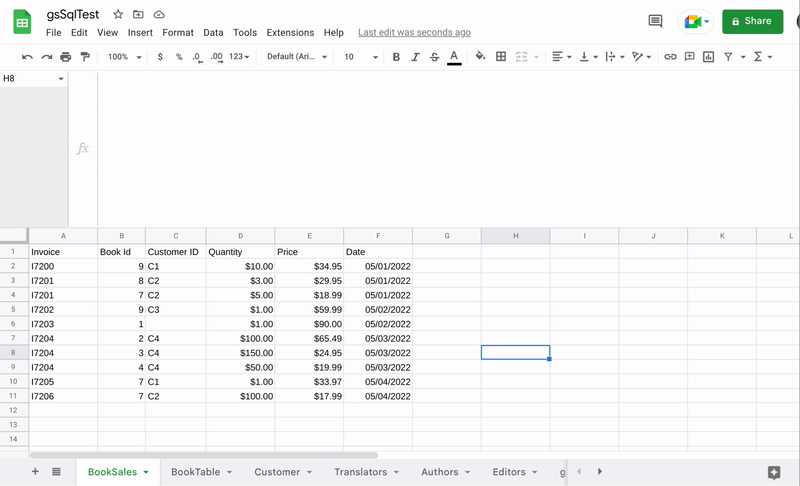 gsSqlTest
File Edit View Insert Format Data Tools Extensions Help Last edit was seconds ago
Share
100% $ % .0 .00 123 Default (Ari... 10 B I S A
H8
fx
A B C D E F G H I J K L
1 Invoice Book Id Customer ID Quantity Price Date
2 I7200 9 C1 $10.00 $34.95 05/01/2022
3 I7201 8 C2 $3.00 $29.95 05/01/2022
4 I7201 7 C2 $5.00 $18.99 05/01/2022
5 I7202 9 C3 $1.00 $59.99 05/02/2022
6 I7203 1 $1.00 $90.00 05/02/2022
7 I7204 2 C4 $100.00 $65.49 05/03/2022
8 I7204 3 C4 $150.00 $24.95 05/03/2022
9 I7204 4 C4 $50.00 $19.99 05/03/2022
10 I7205 7 C1 $1.00 $33.97 05/04/2022
11 I7206 7 C2 $100.00 $17.99 05/04/2022
12
13
14
BookSales BookTable Customer Translators Authors Editors g